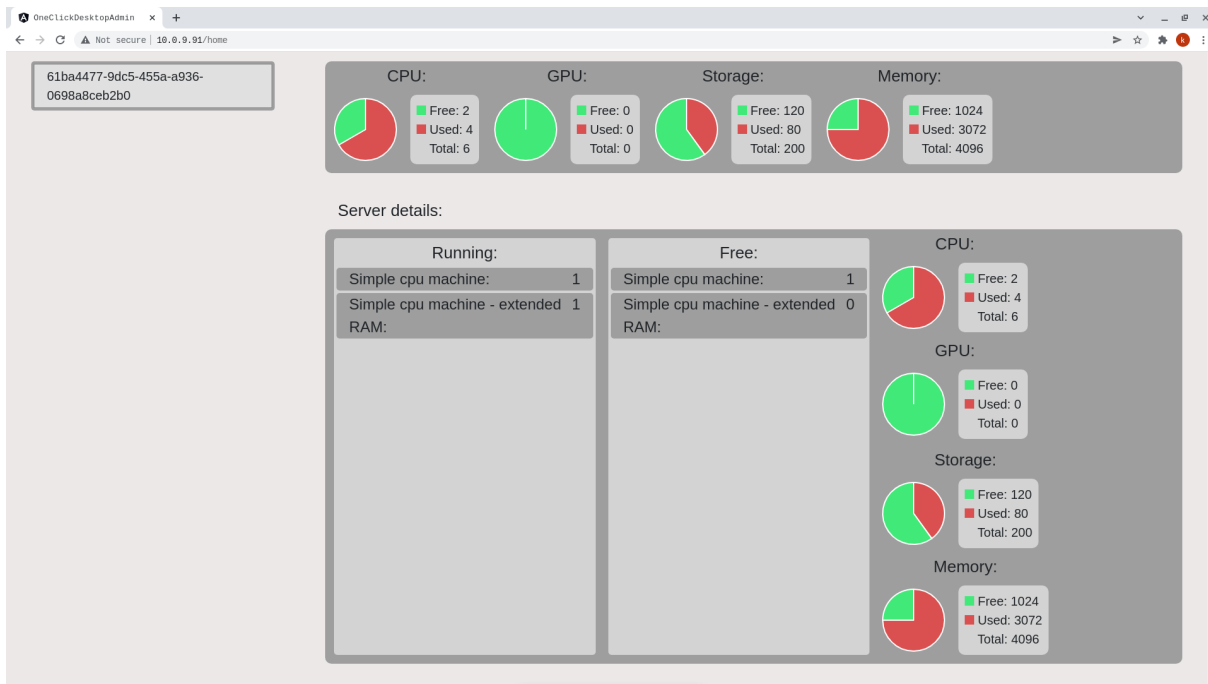 OneClickDesktopAdmin
Not secure
10.0.9.91/home
k
61ba4477-9dc5-455a-a936-
0698a8ceb2b0
CPU:
Free: 2
Used: 4
Total: 6
GPU:
Free: 0
Used: 0
Total: 0
Storage:
Free: 120
Used: 80
Total: 200
Memory:
Free: 1024
Used: 3072
Total: 4096
Server details:
Running:
Simple cpu machine: 1
Simple cpu machine - extended 1
RAM:
Free:
Simple cpu machine: 1
Simple cpu machine - extended 0
RAM:
CPU:
Free: 2
Used: 4
Total: 6
GPU:
Free: 0
Used: 0
Total: 0
Storage:
Free: 120
Used: 80
Total: 200
Memory:
Free: 1024
Used: 3072
Total: 4096